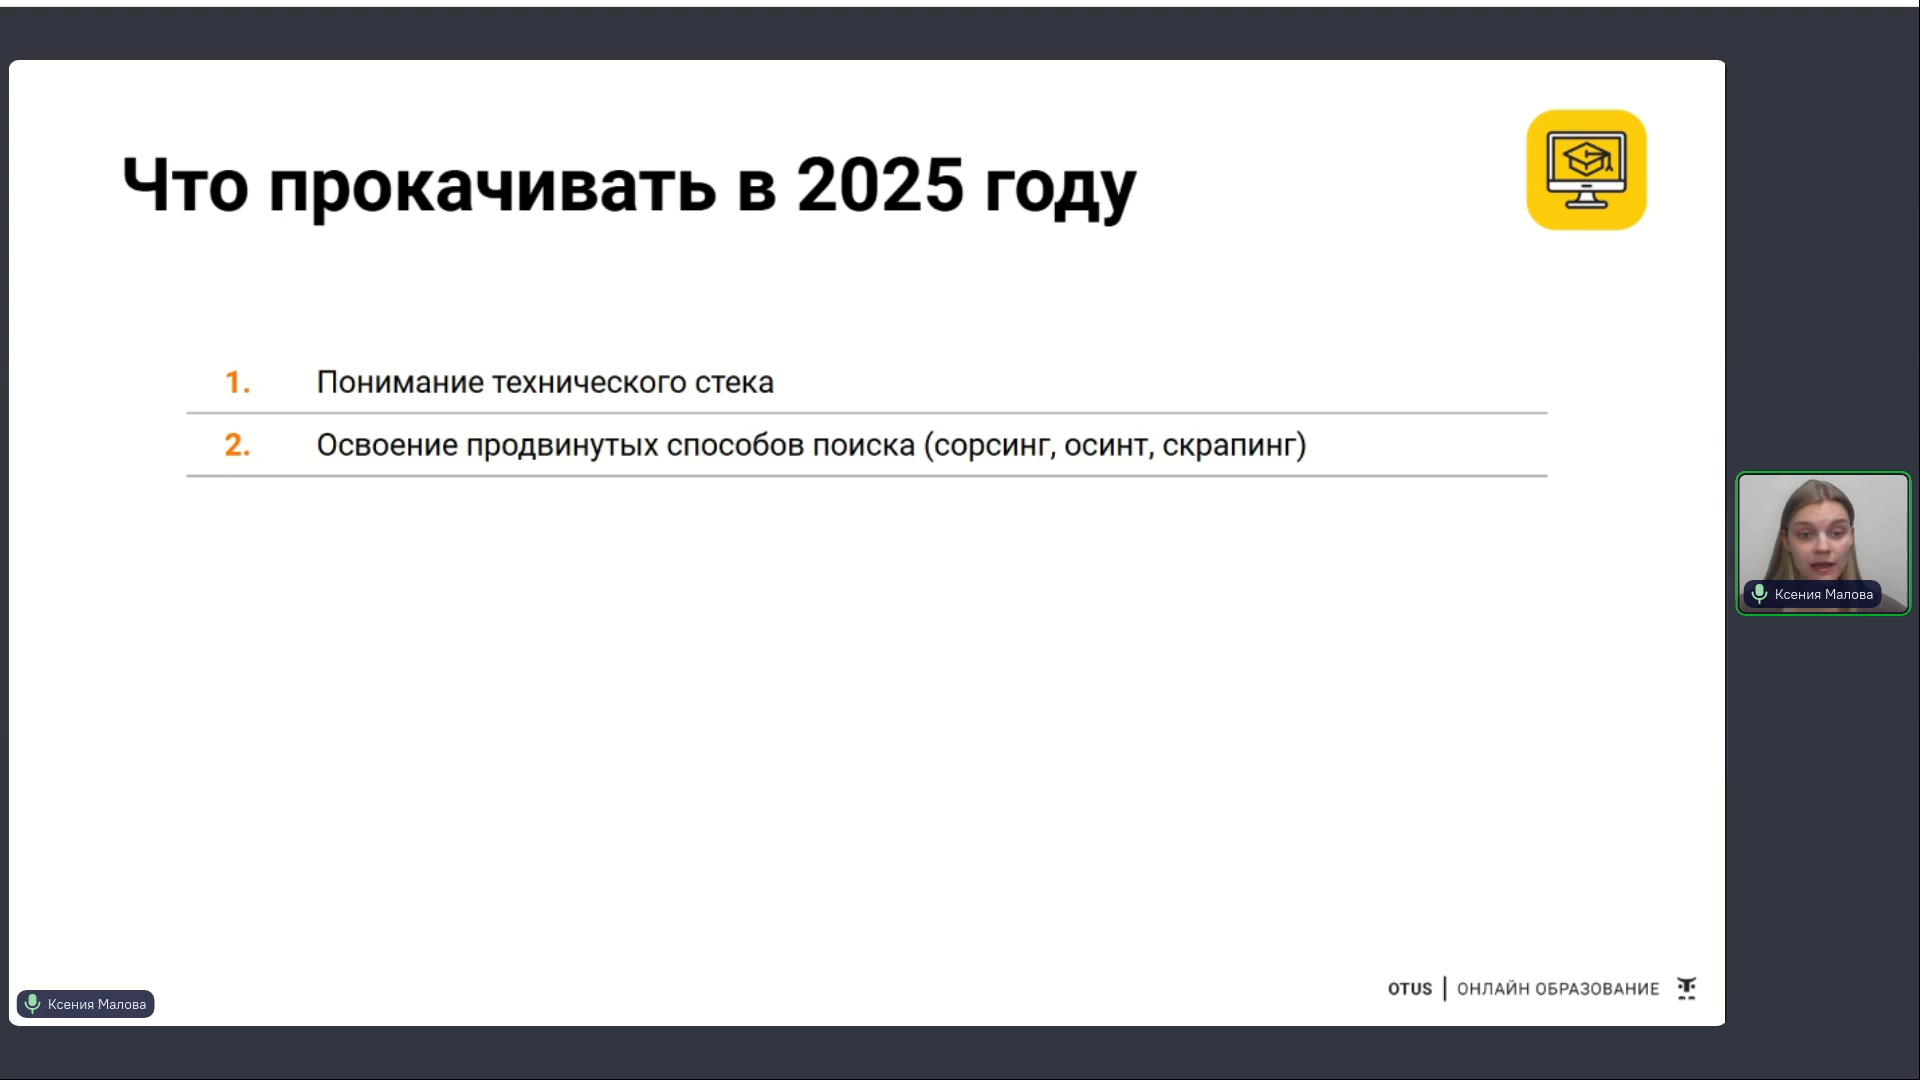 Что прокачивать в 2025 году
1. Понимание технического стека
2. Освоение продвинутых способов поиска (сорсинг, осинт, скрапинг)
Ксения Малова
OTUS | ОНЛАЙН ОБРАЗОВАНИЕ
Ксения Малова